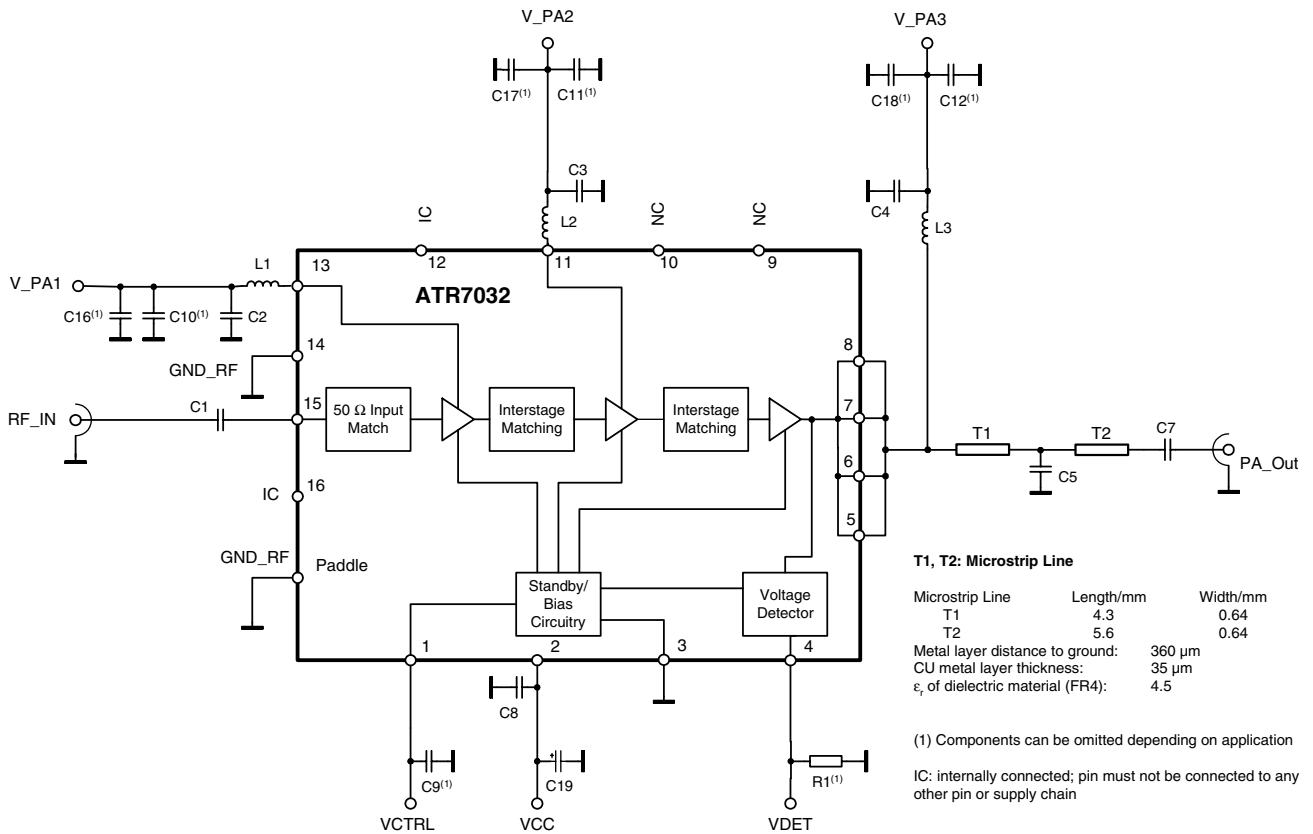 V_PA2
V_PA3
C17(1)
C11(1)
C18(1)
C12(1)
C3
C4
L2
L3
IC
NC
NC
12
11
10
9
V_PA1
L1
13
ATR7032
C16(1)
C10(1)
C2
14
GND_RF
8
RF_IN
C1
15
50 Ω Input
Match
Interstage
Matching
Interstage
Matching
7
T1
T2
C7
PA_Out
C5
6
IC
16
5
GND_RF
Paddle
Standby/
Bias
Circuitry
Voltage
Detector
1
2
3
4
C8
C9(1)
C19
R1(1)
VCTRL
VCC
VDET
T1, T2: Microstrip Line
Microstrip Line Length/mm Width/mm
T1 4.3 0.64
T2 5.6 0.64
Metal layer distance to ground: 360 µm
CU metal layer thickness: 35 µm
εr of dielectric material (FR4): 4.5
(1) Components can be omitted depending on application
IC: internally connected; pin must not be connected to any
other pin or supply chain